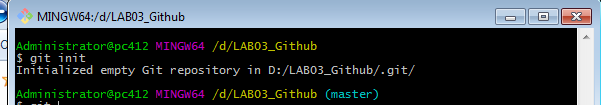 MINGW64:/d/LAB03_Github
Administrator@pc412 MINGW64 /d/LAB03_Github
$ git init
Initialized empty Git repository in D:/LAB03_Github/.git/
Administrator@pc412 MINGW64 /d/LAB03_Github (master)
$ git